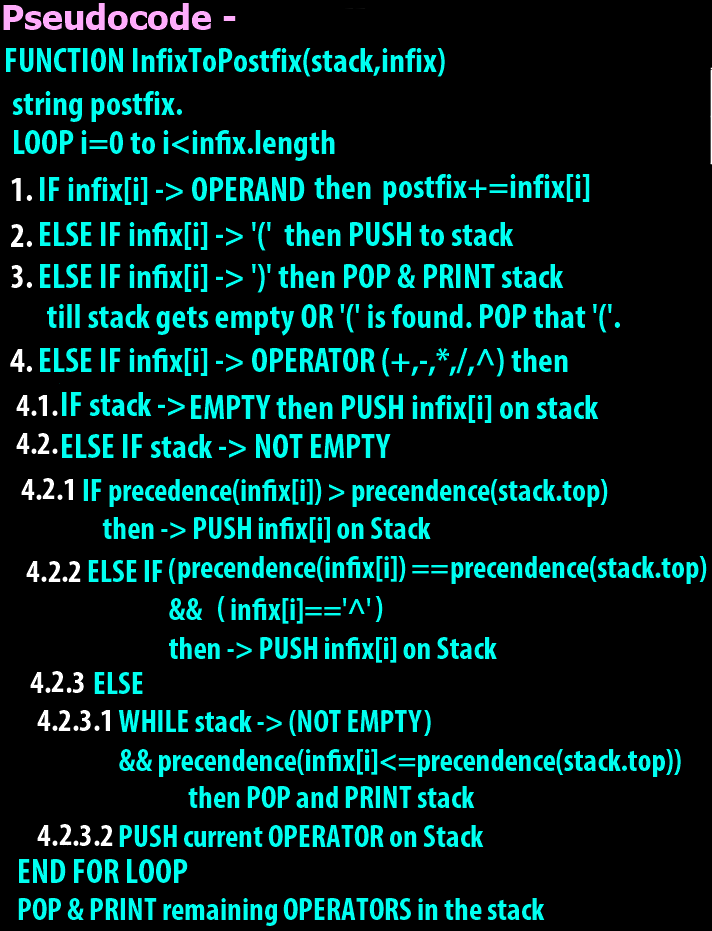 Pseudocode -
FUNCTION InfixToPostfix(stack,infix)
string postfix.
LOOP i=0 to i<infix.length
1. IF infix[i] -> OPERAND then postfix+=infix[i]
2. ELSE IF infix[i] -> '(' then PUSH to stack
3. ELSE IF infix[i] -> ')' then POP & PRINT stack
till stack gets empty OR '(' is found. POP that '('.
4. ELSE IF infix[i] -> OPERATOR (+,-,*,/,^) then
4.1. IF stack -> EMPTY then PUSH infix[i] on stack
4.2. ELSE IF stack -> NOT EMPTY
4.2.1 IF precedence(infix[i]) > precendence(stack.top)
then -> PUSH infix[i] on Stack
4.2.2 ELSE IF (precendence(infix[i]) ==precendence(stack.top)
&& ( infix[i]=='^' )
then -> PUSH infix[i] on Stack
4.2.3 ELSE
4.2.3.1 WHILE stack -> (NOT EMPTY)
&& precendence(infix[i]<=precendence(stack.top))
then POP and PRINT stack
4.2.3.2 PUSH current OPERATOR on Stack
END FOR LOOP
POP & PRINT remaining OPERATORS in the stack